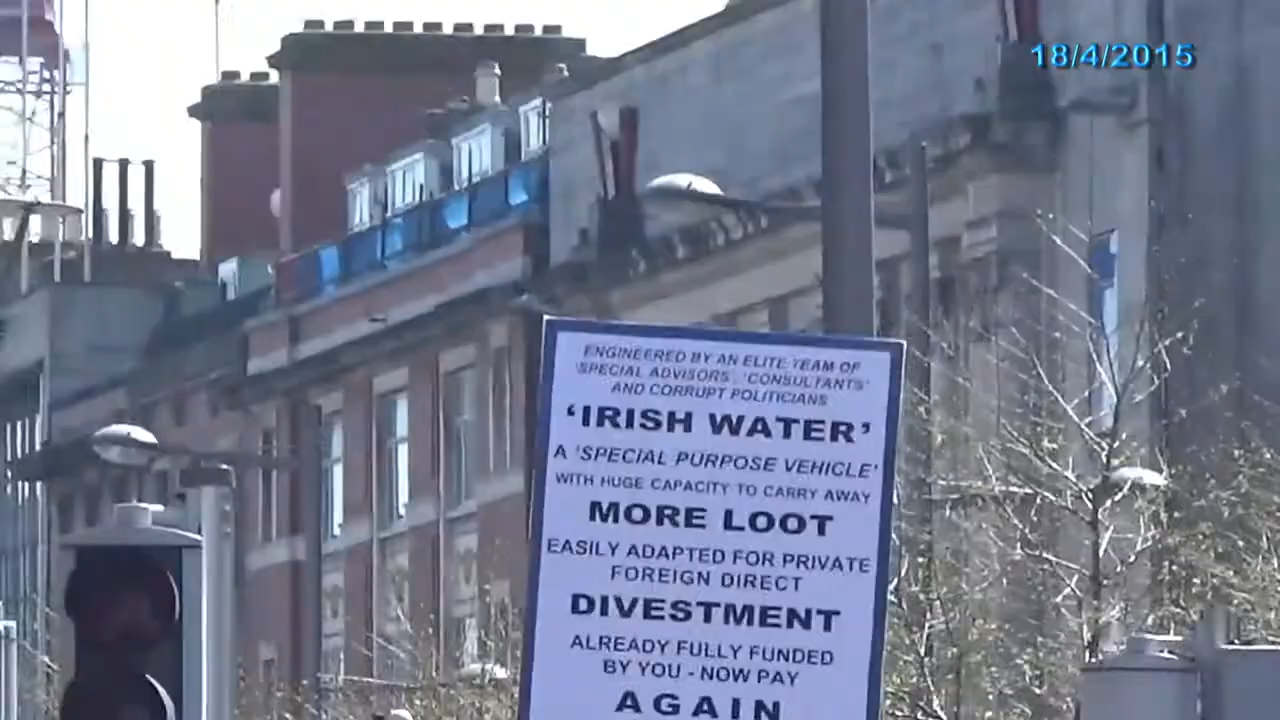 18/4/2015
ENGINEERED BY AN ELITE TEAM OF
'SPECIAL ADVISORS', 'CONSULTANTS'
AND CORRUPT POLITICIANS
'IRISH WATER'
A 'SPECIAL PURPOSE VEHICLE'
WITH HUGE CAPACITY TO CARRY AWAY
MORE LOOT
EASILY ADAPTED FOR PRIVATE
FOREIGN DIRECT
DIVESTMENT
ALREADY FULLY FUNDED
BY YOU - NOW PAY
AGAIN